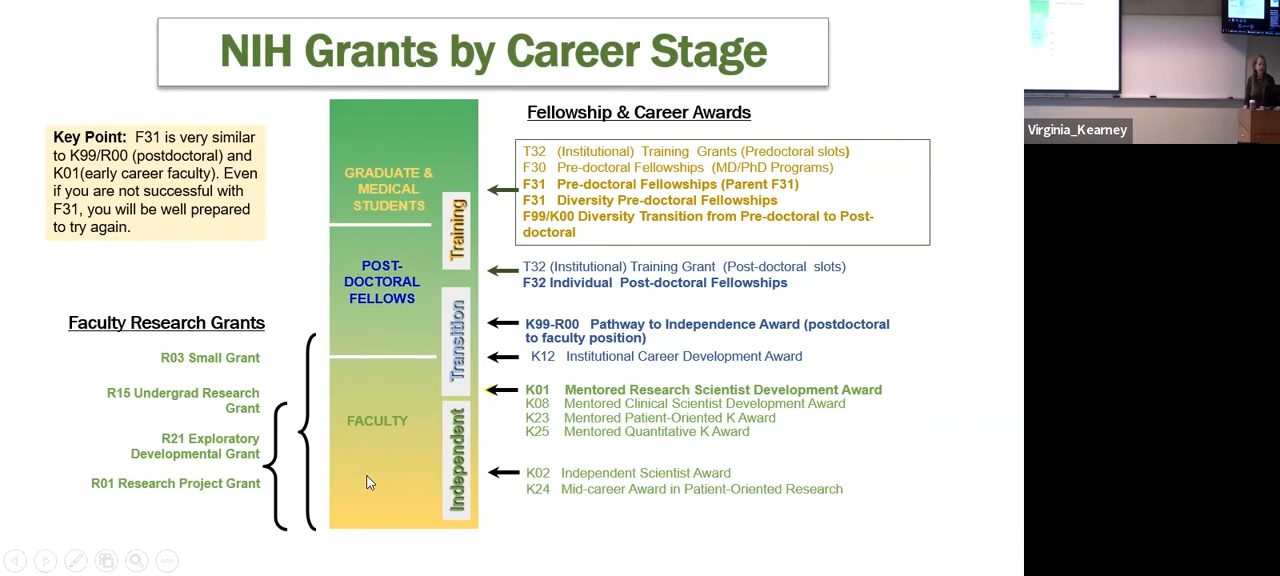 NIH Grants by Career Stage
Key Point: F31 is very similar
to K99/R00 (postdoctoral) and
K01(early career faculty). Even
if you are not successful with
F31, you will be well prepared
to try again.
Faculty Research Grants
R03 Small Grant
R15 Undergrad Research
Grant
R21 Exploratory
Developmental Grant
R01 Research Project Grant
GRADUATE &
MEDICAL
STUDENTS
POST-
DOCTORAL
FELLOWS
FACULTY
Training
Transition
Independent
Fellowship & Career Awards
T32 (Institutional) Training Grants (Predoctoral slots)
F30 Pre-doctoral Fellowships (MD/PhD Programs)
F31 Pre-doctoral Fellowships (Parent F31)
F31 Diversity Pre-doctoral Fellowships
F99/K00 Diversity Transition from Pre-doctoral to Post-
doctoral
T32 (Institutional) Training Grant (Post-doctoral slots)
F32 Individual Post-doctoral Fellowships
K99-R00 Pathway to Independence Award (postdoctoral
to faculty position)
K12 Institutional Career Development Award
K01 Mentored Research Scientist Development Award
K08 Mentored Clinical Scientist Development Award
K23 Mentored Patient-Oriented K Award
K25 Mentored Quantitative K Award
K02 Independent Scientist Award
K24 Mid-career Award in Patient-Oriented Research
Virginia_Kearney